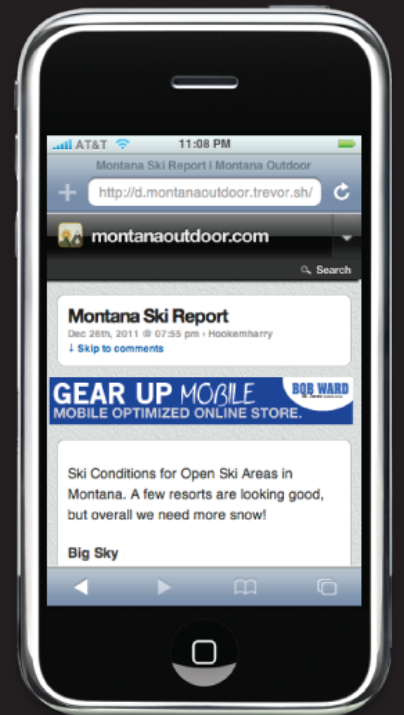 AT&T 11:08 PM
Montana Ski Report | Montana Outdoor
http://d.montanaoutdoor.trevor.sh/
montanaoutdoor.com
Search
Montana Ski Report
Dec 26th, 2011 @ 07:55 pm › Hookemharry
↓ Skip to comments
GEAR UP MOBILE
BOB WARD
MOBILE OPTIMIZED ONLINE STORE.
Ski Conditions for Open Ski Areas in
Montana. A few resorts are looking good,
but overall we need more snow!
Big Sky